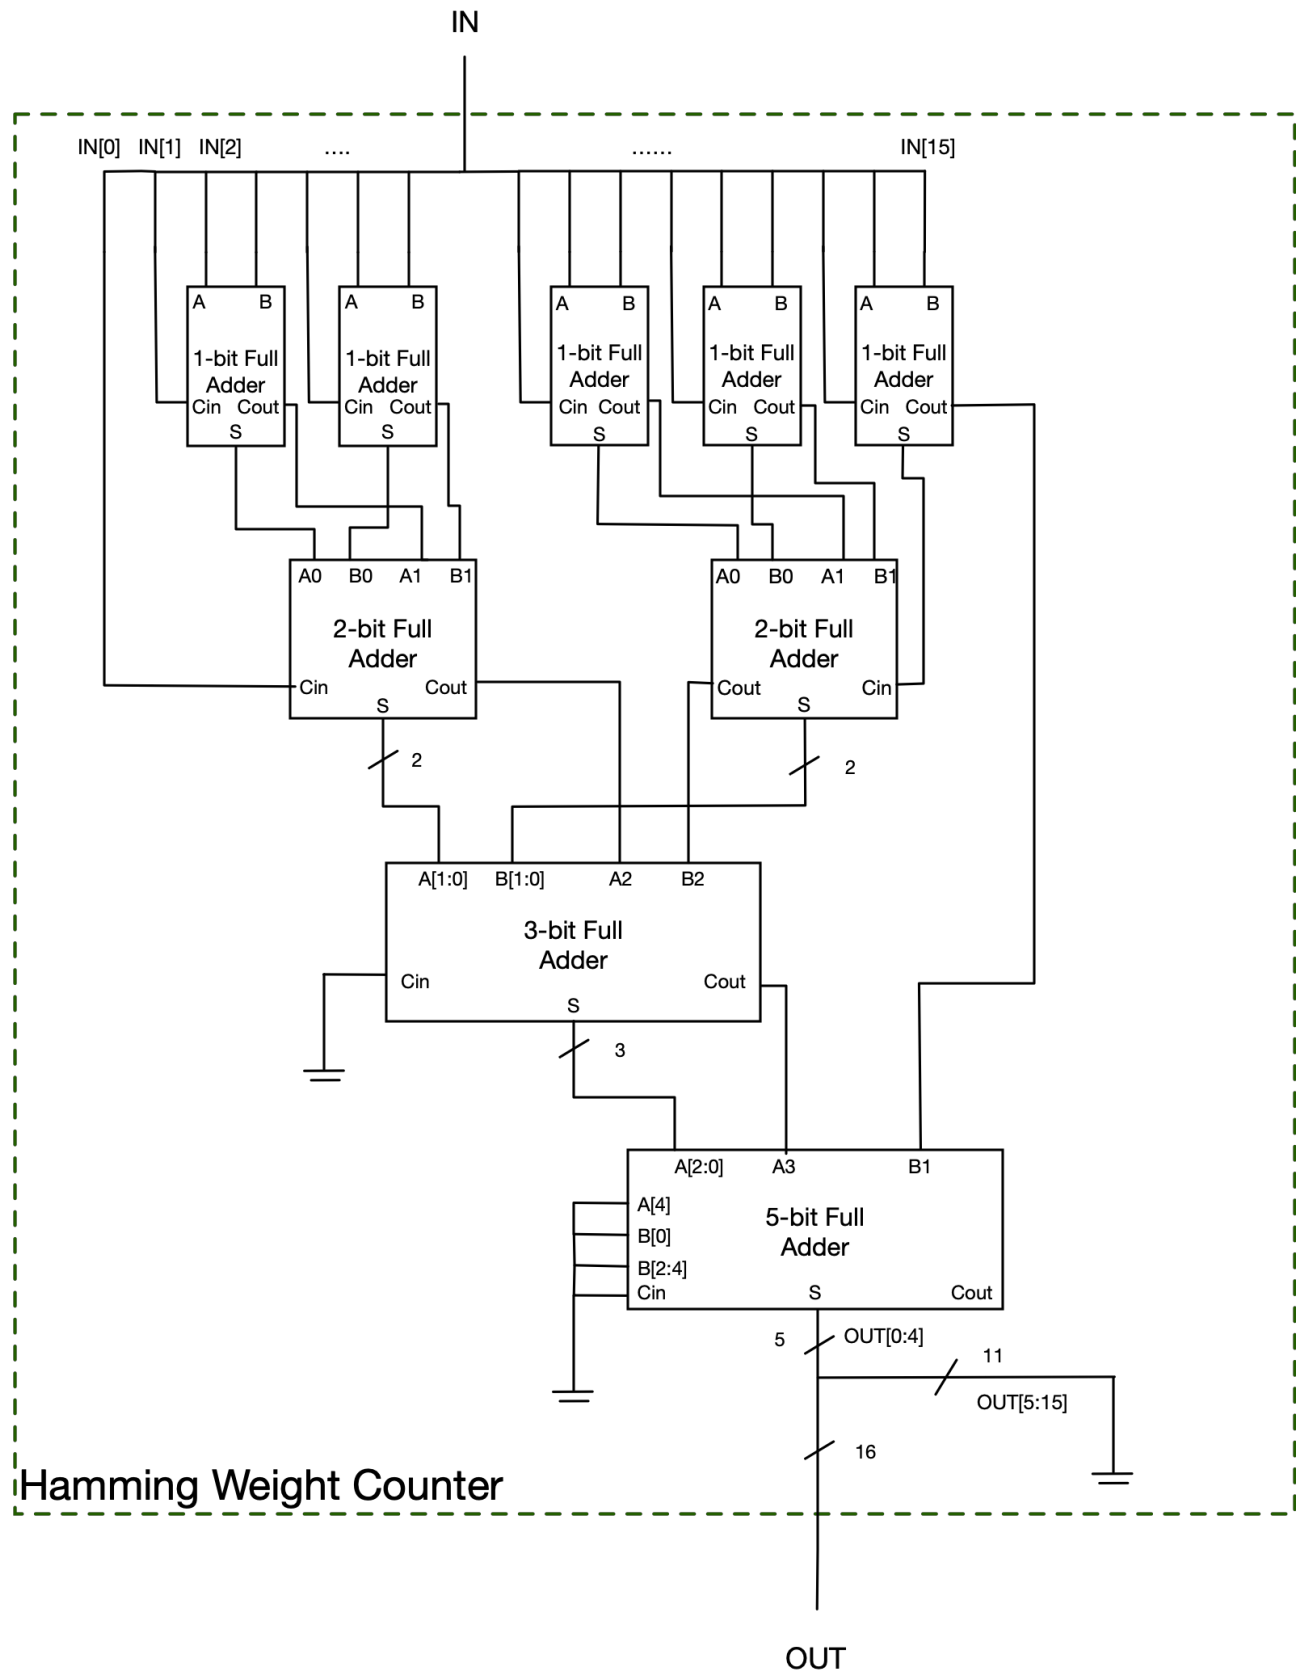 IN
IN[0] IN[1] IN[2] .... ...... IN[15]
A B A B A B A B A B
1-bit Full 1-bit Full 1-bit Full 1-bit Full 1-bit Full
Adder Adder Adder Adder Adder
Cin Cout Cin Cout Cin Cout Cin Cout Cin Cout
S S S S S
A0 B0 A1 B1 A0 B0 A1 B1
2-bit Full 2-bit Full
Adder Adder
Cin Cout Cout Cin
S S
2 2
A[1:0] B[1:0] A2 B2
3-bit Full
Adder
Cin Cout
S
3
A[2:0] A3 B1
A[4]
5-bit Full
B[0]
Adder
B[2:4]
Cin S Cout
5 OUT[0:4]
11
OUT[5:15]
16
Hamming Weight Counter
OUT